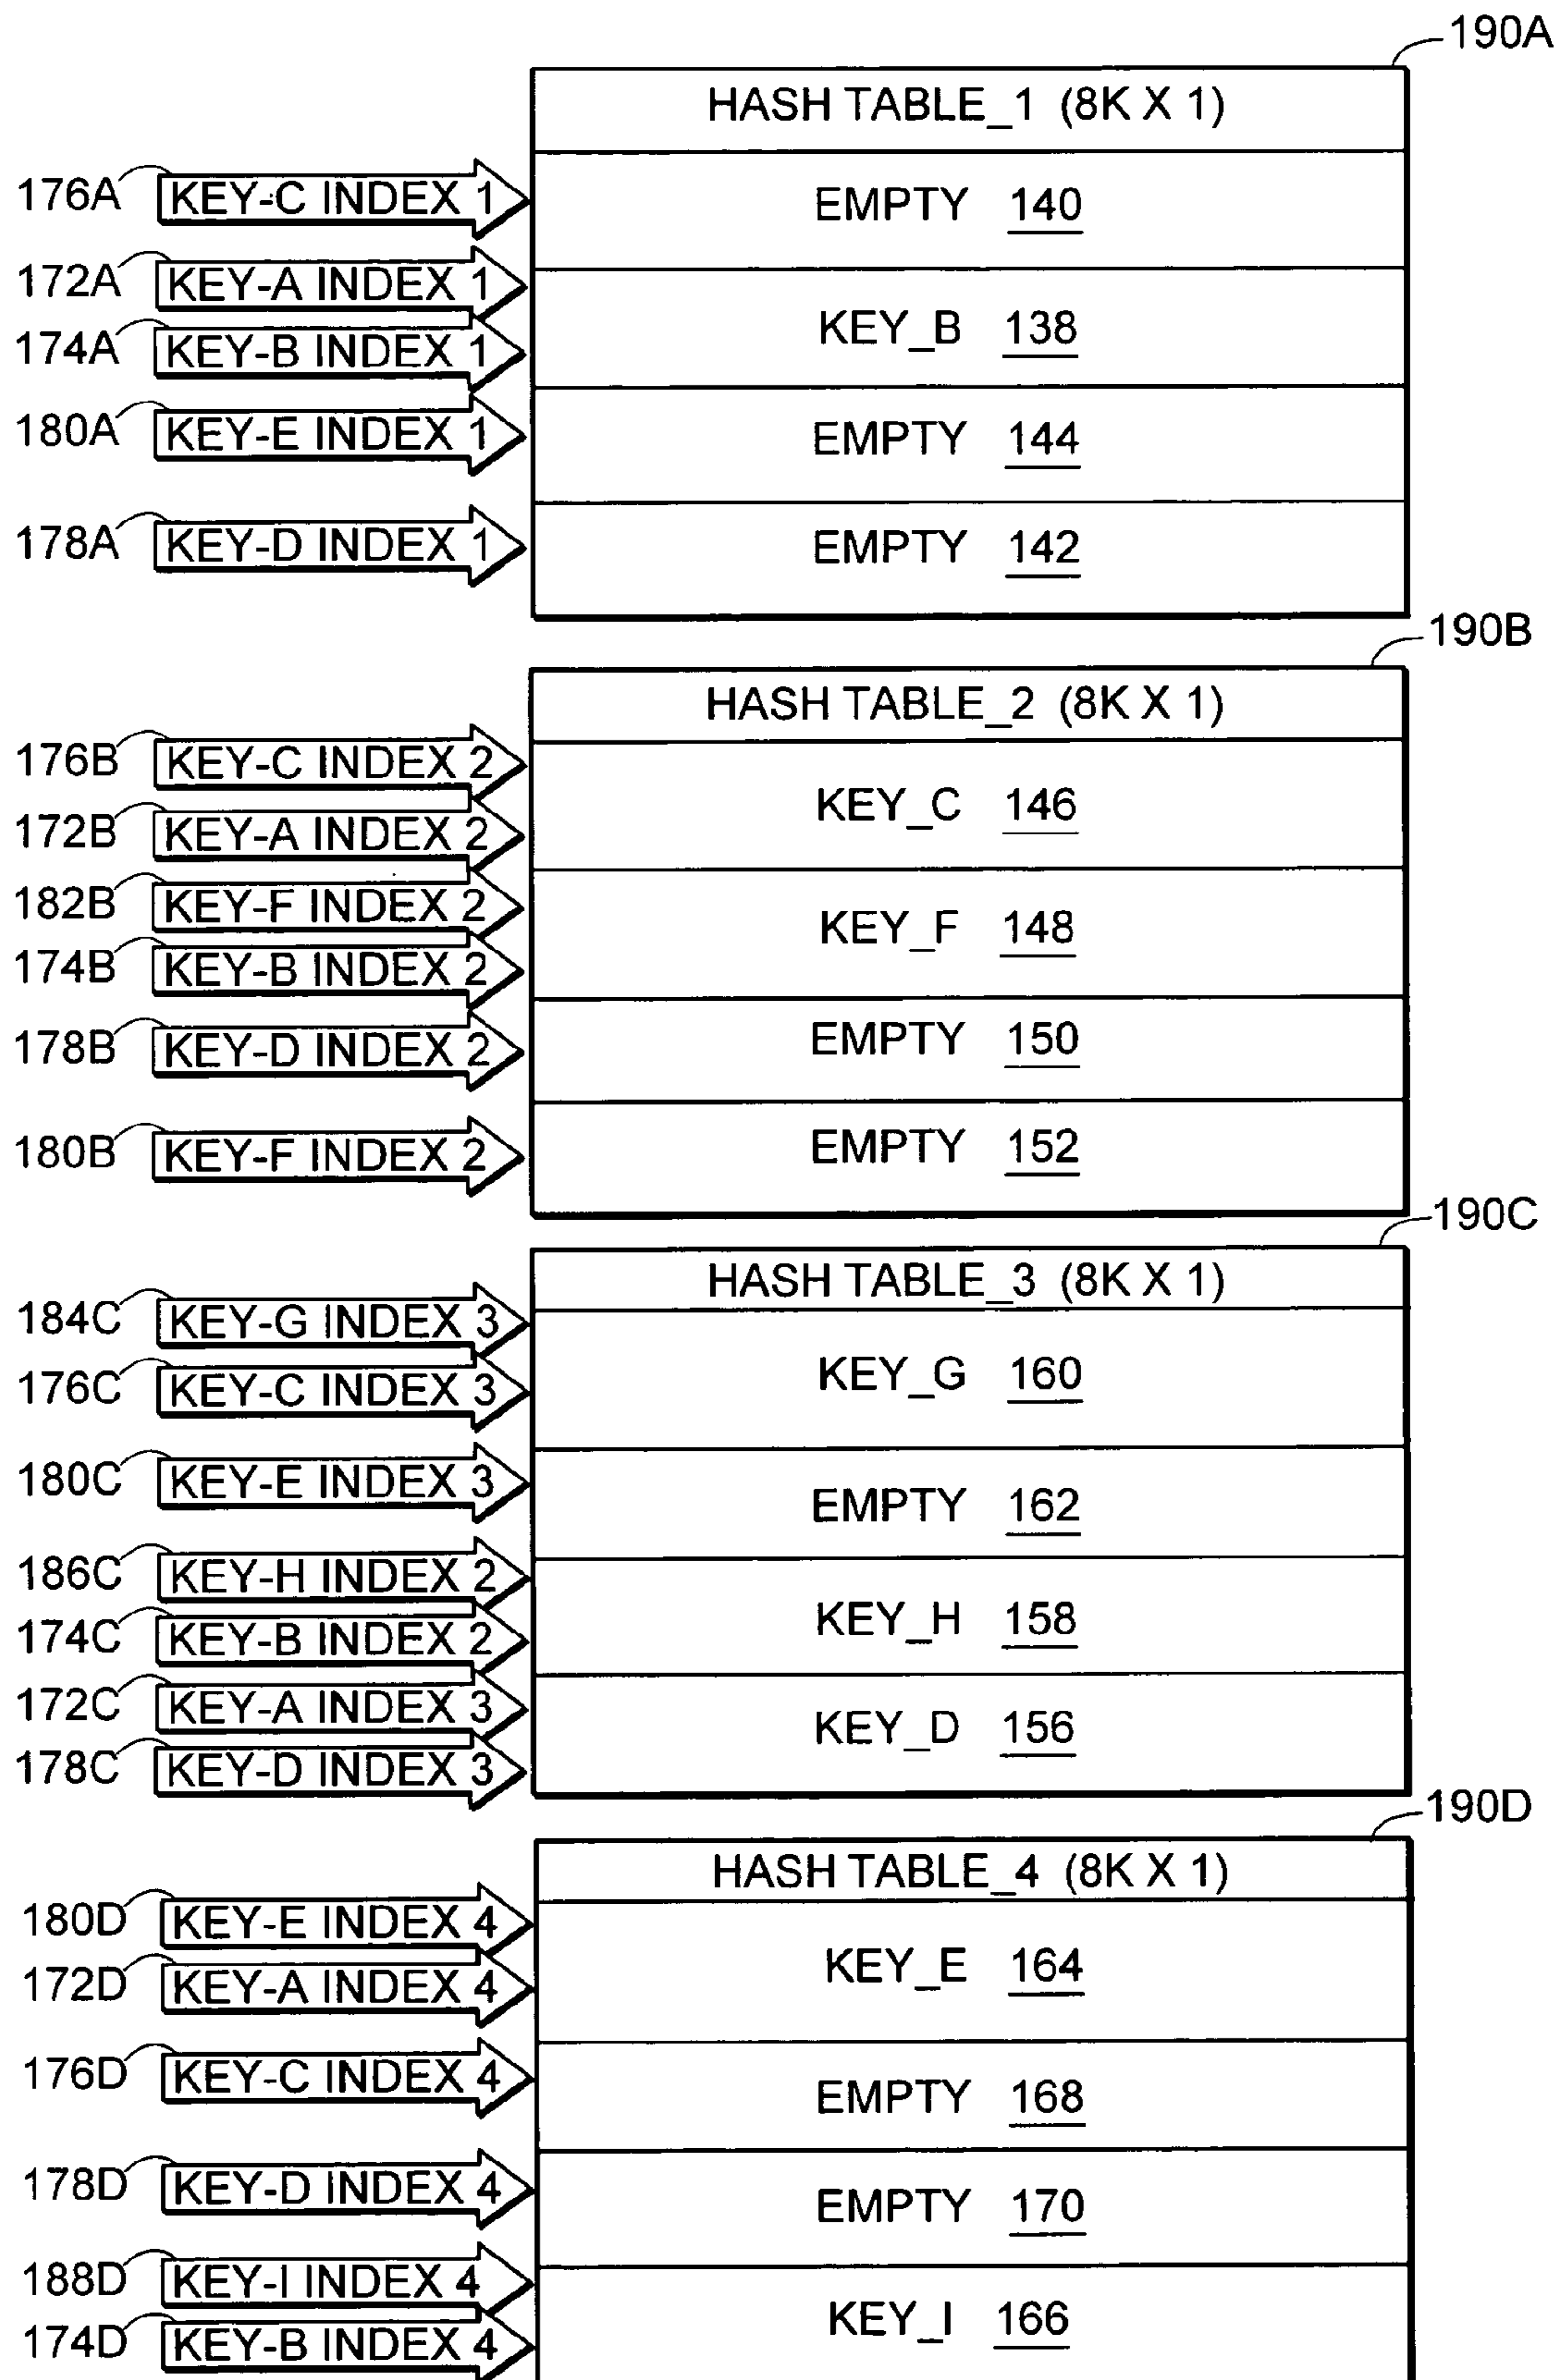 190A
HASH TABLE_1 (8K X 1)
176A KEY-C INDEX 1 EMPTY 140
172A KEY-A INDEX 1
KEY_B 138
174A KEY-B INDEX 1
180A KEY-E INDEX 1 EMPTY 144
178A KEY-D INDEX 1 EMPTY 142
190B
HASH TABLE_2 (8K X 1)
176B KEY-C INDEX 2
KEY_C 146
172B KEY-A INDEX 2
182B KEY-F INDEX 2
KEY_F 148
174B KEY-B INDEX 2
178B KEY-D INDEX 2 EMPTY 150
180B KEY-F INDEX 2 EMPTY 152
190C
HASH TABLE_3 (8K X 1)
184C KEY-G INDEX 3
KEY_G 160
176C KEY-C INDEX 3
180C KEY-E INDEX 3 EMPTY 162
186C KEY-H INDEX 2
KEY_H 158
174C KEY-B INDEX 2
172C KEY-A INDEX 3
KEY_D 156
178C KEY-D INDEX 3
190D
HASH TABLE_4 (8K X 1)
180D KEY-E INDEX 4
KEY_E 164
172D KEY-A INDEX 4
176D KEY-C INDEX 4 EMPTY 168
178D KEY-D INDEX 4 EMPTY 170
188D KEY-I INDEX 4
KEY_I 166
174D KEY-B INDEX 4